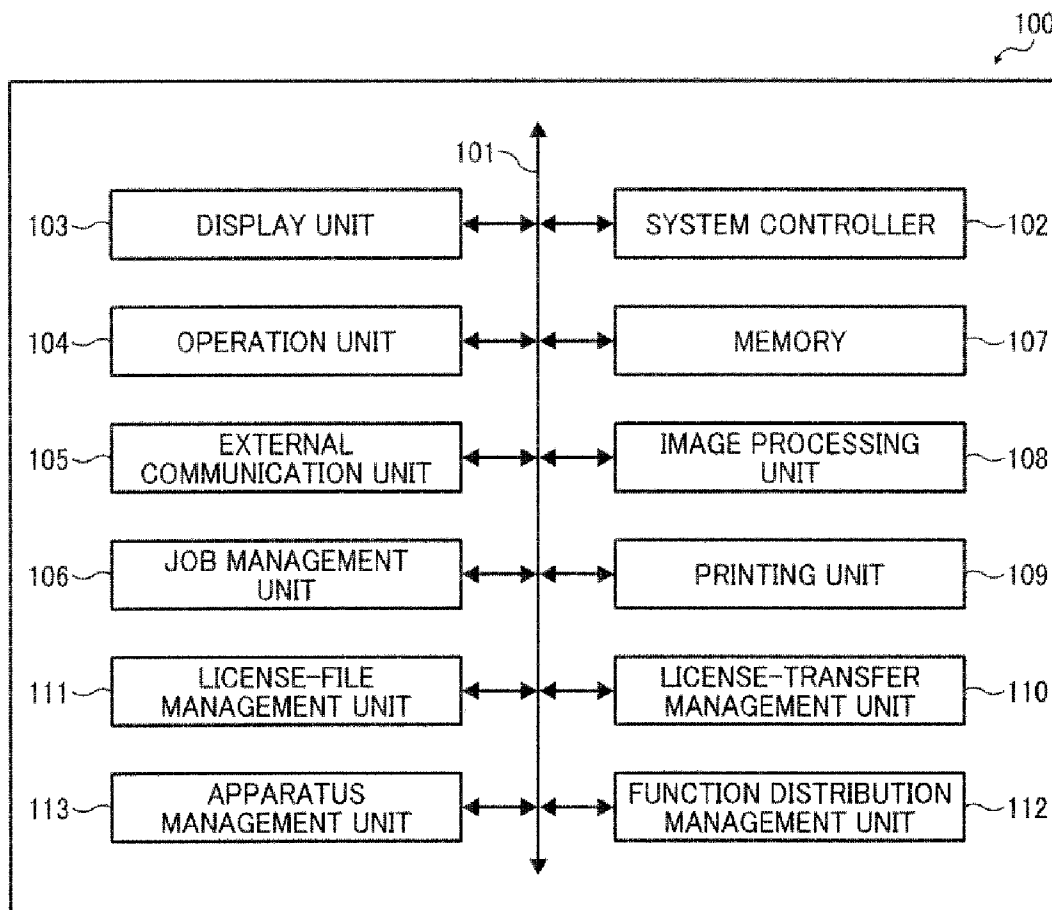 100
101
103 DISPLAY UNIT SYSTEM CONTROLLER 102
104 OPERATION UNIT MEMORY 107
105 EXTERNAL COMMUNICATION UNIT IMAGE PROCESSING UNIT 108
106 JOB MANAGEMENT UNIT PRINTING UNIT 109
111 LICENSE-FILE MANAGEMENT UNIT LICENSE-TRANSFER MANAGEMENT UNIT 110
113 APPARATUS MANAGEMENT UNIT FUNCTION DISTRIBUTION MANAGEMENT UNIT 112